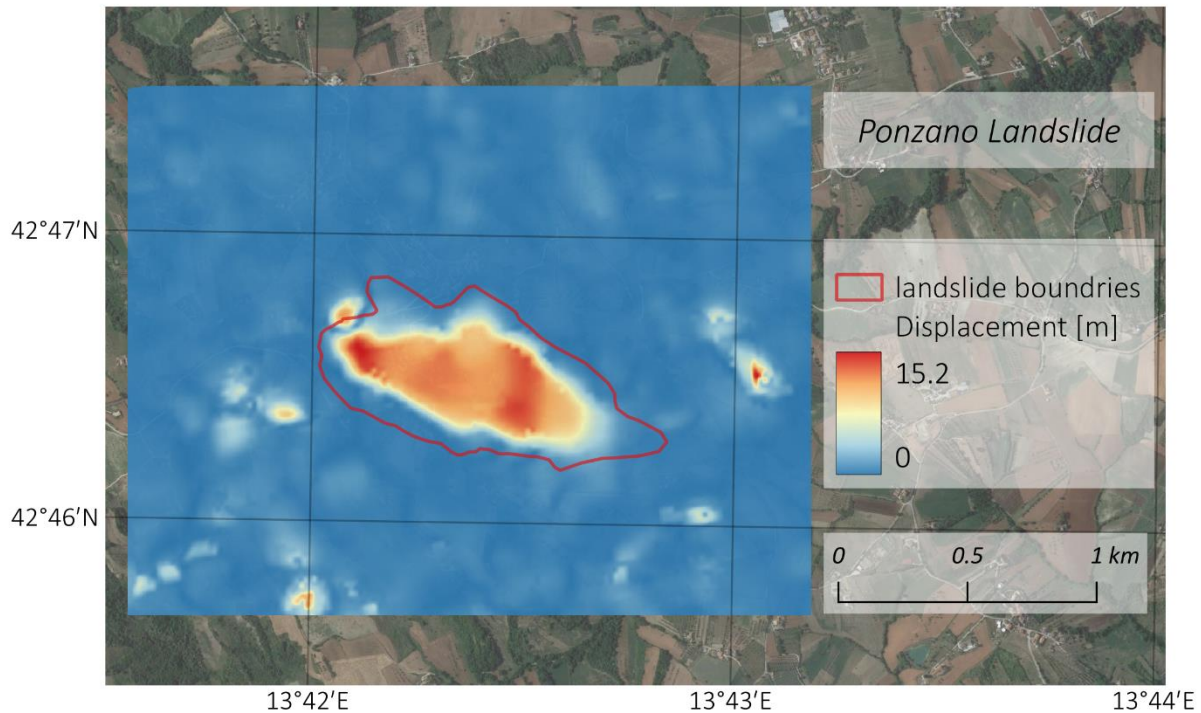 Ponzano Landslide
42°47'N
landslide boundries
Displacement [m]
15.2
0
42°46'N
0 0.5 1 km
13°42'E 13°43'E 13°44'E